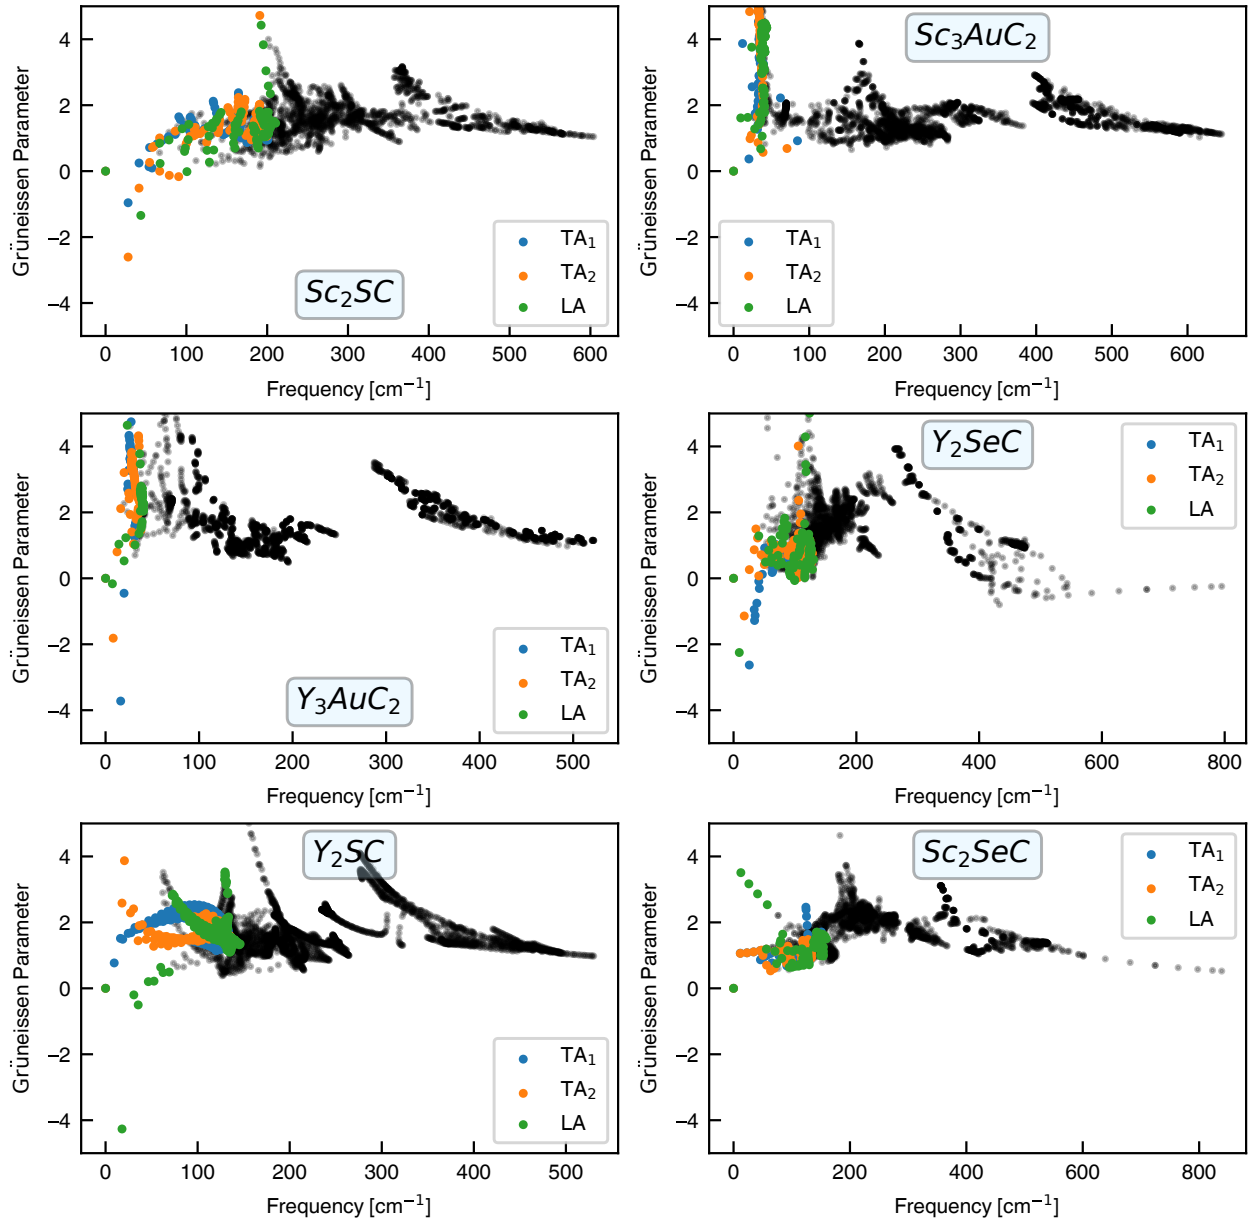 4
2
0
−2
−4
Grüneissen Parameter
Sc₂SC
TA₁
TA₂
LA
0 100 200 300 400 500 600
Frequency [cm⁻¹]
4
2
0
−2
−4
Grüneissen Parameter
Sc₃AuC₂
TA₁
TA₂
LA
0 100 200 300 400 500 600
Frequency [cm⁻¹]
4
2
0
−2
−4
Grüneissen Parameter
Y₃AuC₂
TA₁
TA₂
LA
0 100 200 300 400 500
Frequency [cm⁻¹]
4
2
0
−2
−4
Grüneissen Parameter
Y₂SeC
TA₁
TA₂
LA
0 200 400 600 800
Frequency [cm⁻¹]
4
2
0
−2
−4
Grüneissen Parameter
Y₂SC
TA₁
TA₂
LA
0 100 200 300 400 500
Frequency [cm⁻¹]
4
2
0
−2
−4
Grüneissen Parameter
Sc₂SeC
TA₁
TA₂
LA
0 200 400 600 800
Frequency [cm⁻¹]